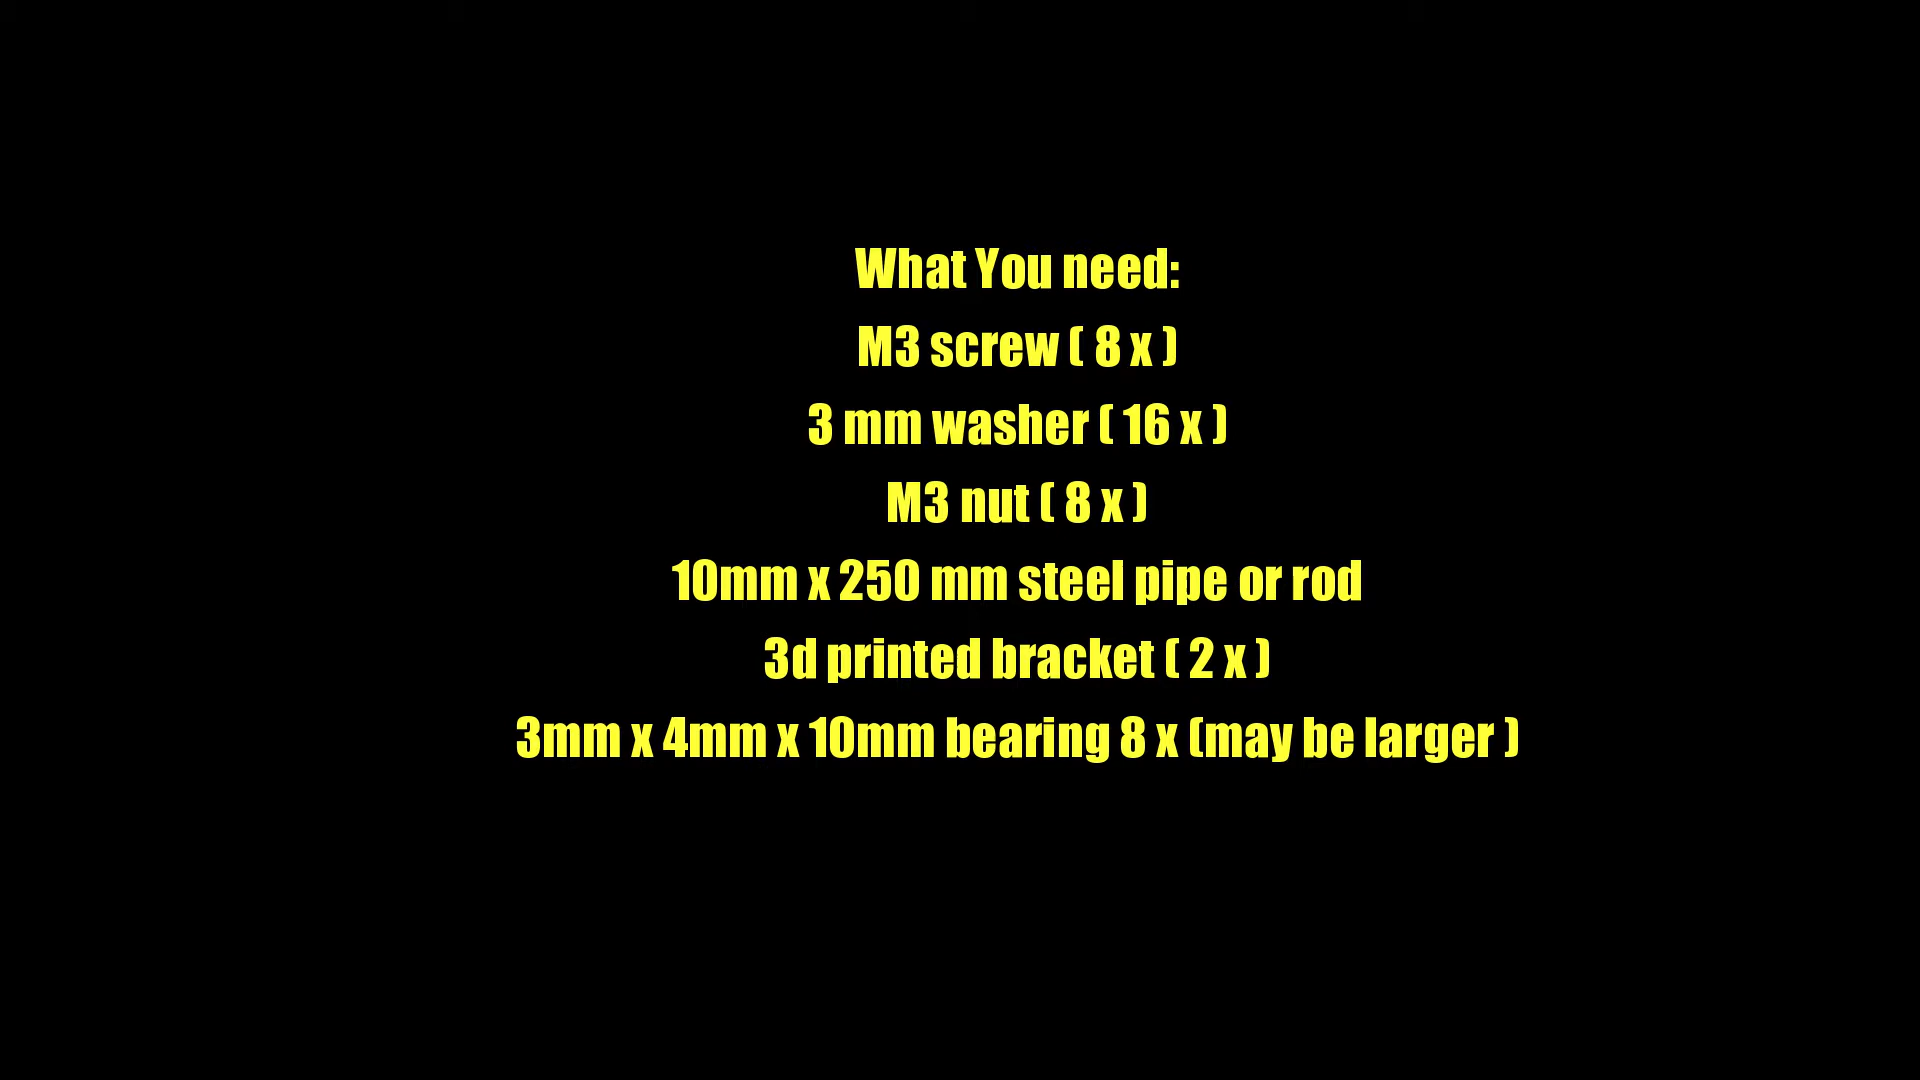 What You need:
M3 screw ( 8 x )
3 mm washer ( 16 x )
M3 nut ( 8 x )
10mm x 250 mm steel pipe or rod
3d printed bracket ( 2 x )
3mm x 4mm x 10mm bearing 8 x (may be larger )